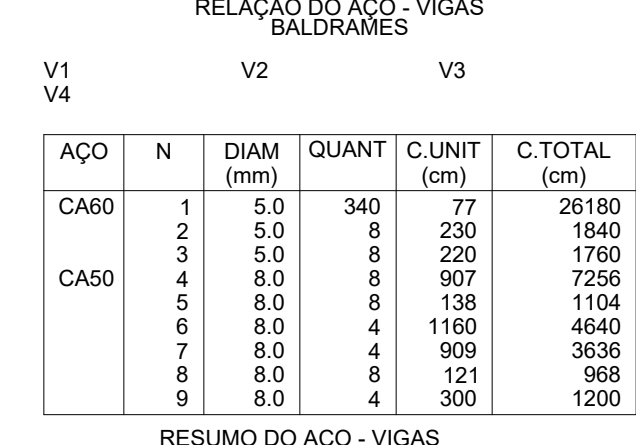 RELAÇÃO DO AÇO - VIGAS
BALDRAMES
V1 V2 V3
V4
AÇO N DIAM QUANT C.UNIT C.TOTAL
(mm) (cm) (cm)
CA60 1 5.0 340 77 26180
2 5.0 8 230 1840
3 5.0 8 220 1760
CA50 4 8.0 8 907 7256
5 8.0 8 138 1104
6 8.0 4 1160 4640
7 8.0 4 909 3636
8 8.0 8 121 968
9 8.0 4 300 1200
RESUMO DO AÇO - VIGAS